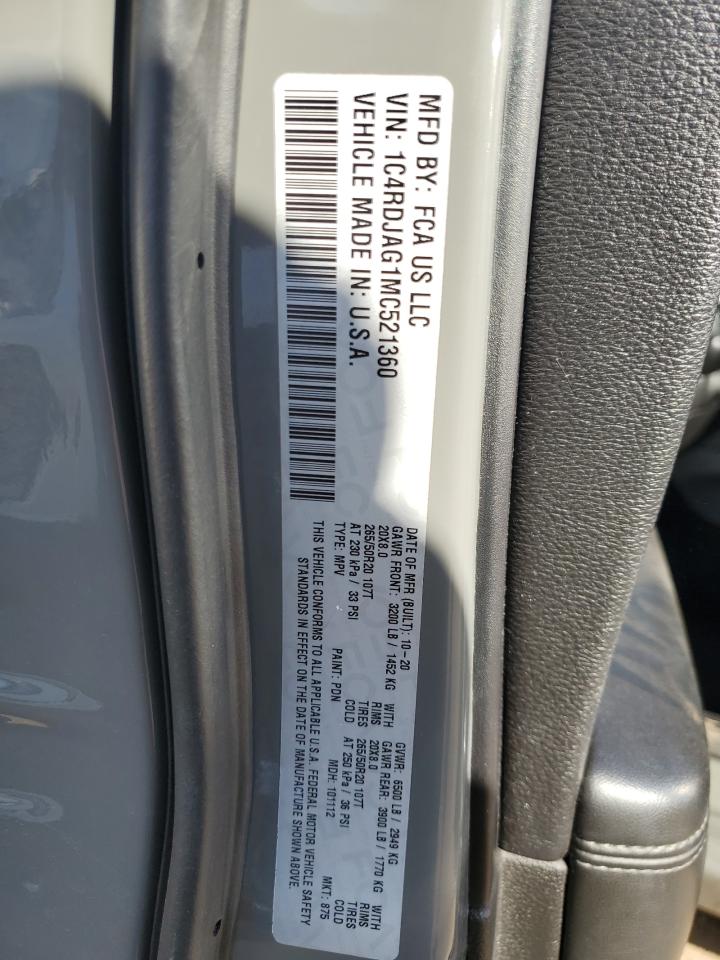 MFD BY: FCA US LLC
VIN: 1C4RDJAG1MC521360
VEHICLE MADE IN: U.S.A.
DATE OF MFR (BUILT): 10-20 GVWR: 6500 LB / 2949 KG
GAWR FRONT: 3200 LB / 1452 KG WITH GAWR REAR: 3900 LB / 1770 KG WITH
20X8.0 RIMS 20X8.0 RIMS
265/50R20 107T TIRES 265/50R20 107T TIRES
AT 230 kPa / 33 PSI COLD AT 250 kPa / 36 PSI COLD
TYPE: MPV PAINT: PDN MDH: 101112 MKT: 875
THIS VEHICLE CONFORMS TO ALL APPLICABLE U.S.A. FEDERAL MOTOR VEHICLE SAFETY
STANDARDS IN EFFECT ON THE DATE OF MANUFACTURE SHOWN ABOVE.